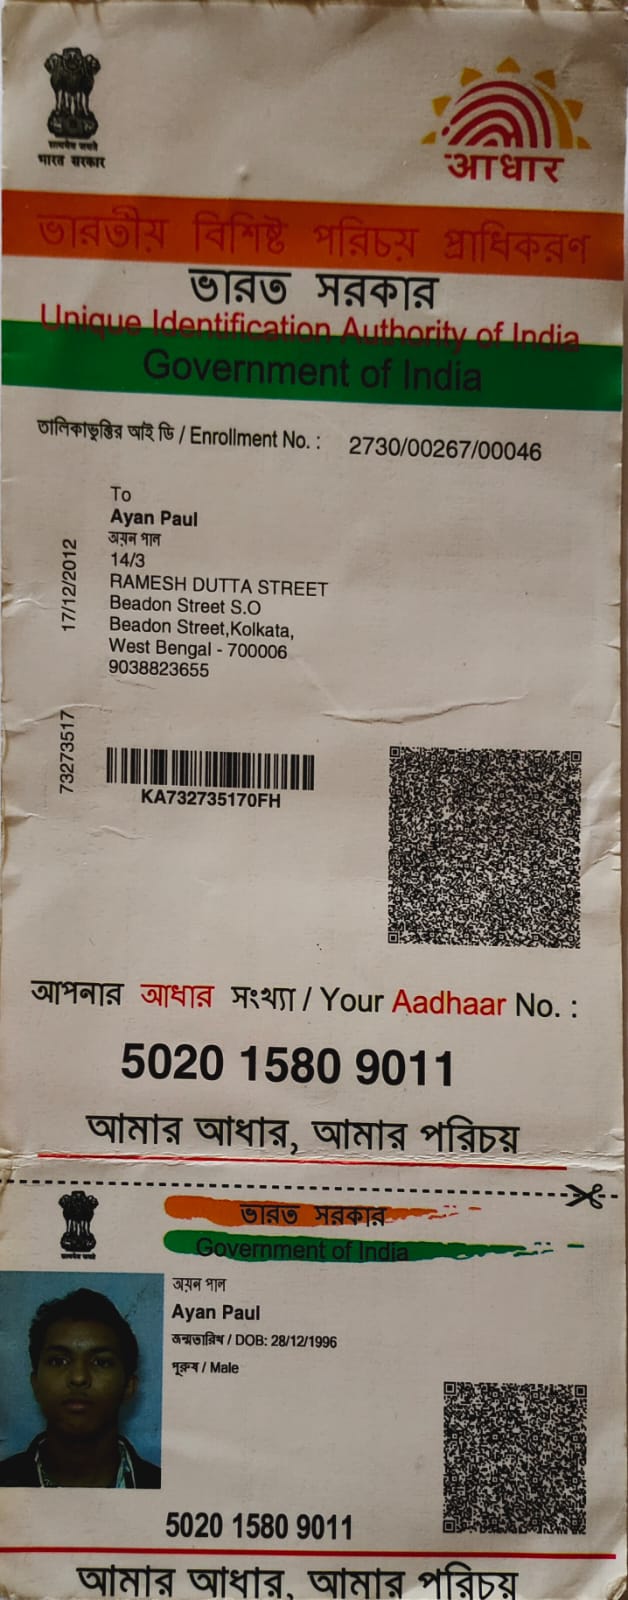 सत्यमेव जयते
भारत सरकार
आधार
ভারতীয় বিশিষ্ট পরিচয় প্রাধিকরণ
ভারত সরকার
Unique Identification Authority of India
Government of India
তালিকাভুক্তির আই ডি / Enrollment No. : 2730/00267/00046
To
Ayan Paul
অয়ন পাল
14/3
RAMESH DUTTA STREET
Beadon Street S.O
Beadon Street,Kolkata,
West Bengal - 700006
9038823655
17/12/2012
73273517
KA732735170FH
আপনার আধার সংখ্যা / Your Aadhaar No. :
5020 1580 9011
আমার আধার, আমার পরিচয়
ভারত সরকার
Government of India
অয়ন পাল
Ayan Paul
জন্মতারিখ / DOB: 28/12/1996
পুরুষ / Male
5020 1580 9011
আমার আধার, আমার পরিচয়